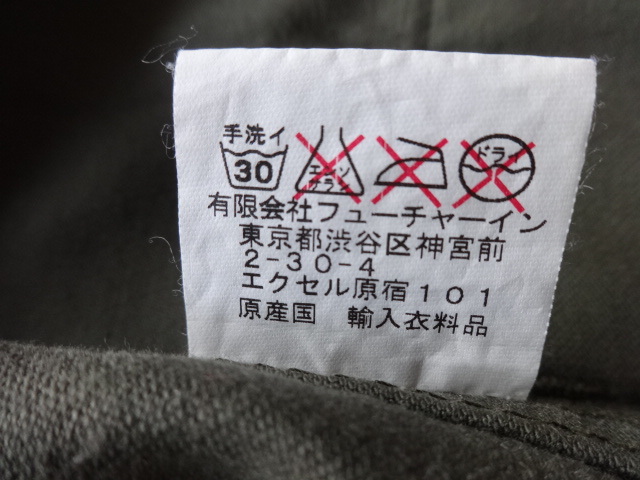 手洗イ
30 エンソ サラシ ドライ
有限会社フューチャーイン
東京都渋谷区神宮前
2-30-4
エクセル原宿101
原産国 輸入衣料品